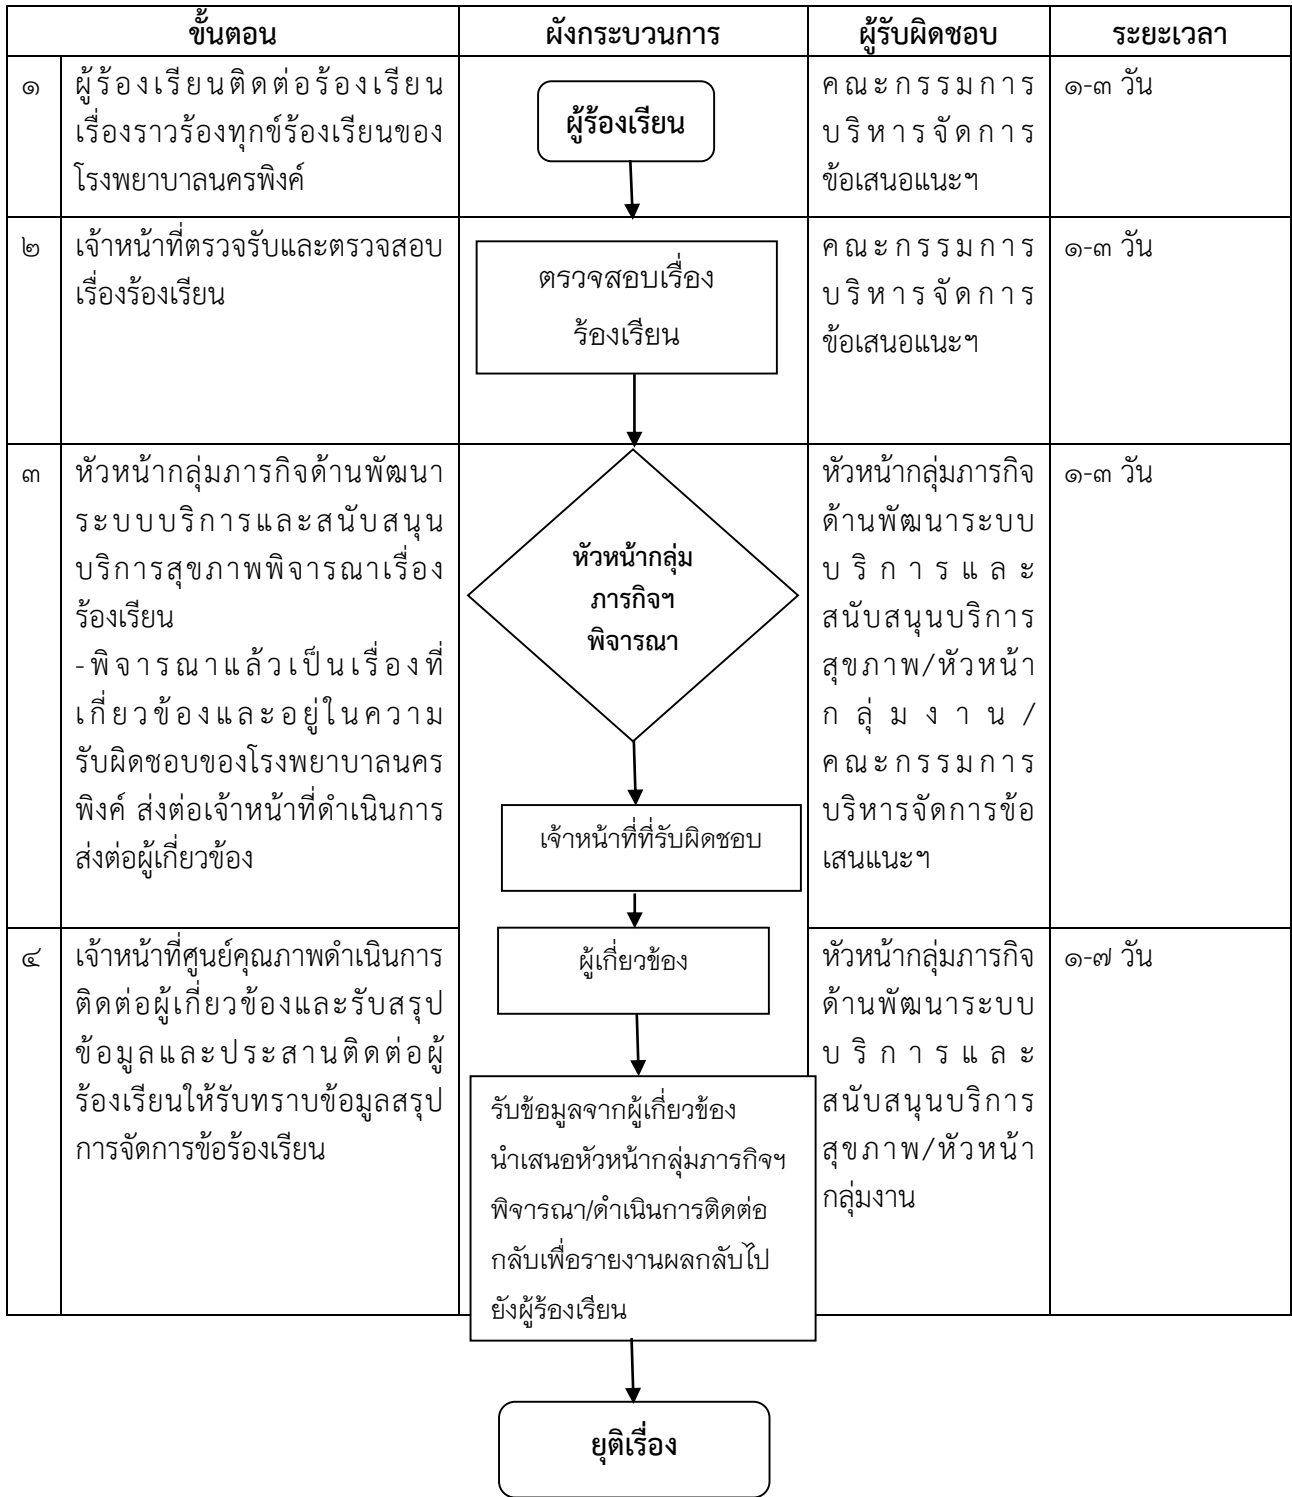 ขั้นตอน ผังกระบวนการ ผู้รับผิดชอบ ระยะเวลา
๑
ผู้ร้องเรียนติดต่อร้องเรียน
เรื่องราวร้องทุกข์ร้องเรียนของ
โรงพยาบาลนครพิงค์
ผู้ร้องเรียน
คณะกรรมการ
บริหารจัดการ
ข้อเสนอแนะฯ
๑-๓ วัน
๒
เจ้าหน้าที่ตรวจรับและตรวจสอบ
เรื่องร้องเรียน
ตรวจสอบเรื่อง
ร้องเรียน
คณะกรรมการ
บริหารจัดการ
ข้อเสนอแนะฯ
๑-๓ วัน
๓
หัวหน้ากลุ่มภารกิจด้านพัฒนา
ระบบบริการและสนับสนุน
บริการสุขภาพพิจารณาเรื่อง
ร้องเรียน
-พิจารณาแล้วเป็นเรื่องที่
เกี่ยวข้องและอยู่ในความ
รับผิดชอบของโรงพยาบาลนคร
พิงค์ ส่งต่อเจ้าหน้าที่ดำเนินการ
ส่งต่อผู้เกี่ยวข้อง
หัวหน้ากลุ่ม
ภารกิจฯ
พิจารณา
เจ้าหน้าที่ที่รับผิดชอบ
หัวหน้ากลุ่มภารกิจ
ด้านพัฒนาระบบ
บริการและ
สนับสนุนบริการ
สุขภาพ/หัวหน้า
กลุ่มงาน/
คณะกรรมการ
บริหารจัดการข้อ
เสนแนะฯ
๑-๓ วัน
๔
เจ้าหน้าที่ศูนย์คุณภาพดำเนินการ
ติดต่อผู้เกี่ยวข้องและรับสรุป
ข้อมูลและประสานติดต่อผู้
ร้องเรียนให้รับทราบข้อมูลสรุป
การจัดการข้อร้องเรียน
ผู้เกี่ยวข้อง
รับข้อมูลจากผู้เกี่ยวข้อง
นำเสนอหัวหน้ากลุ่มภารกิจฯ
พิจารณา/ดำเนินการติดต่อ
กลับเพื่อรายงานผลกลับไป
ยังผู้ร้องเรียน
หัวหน้ากลุ่มภารกิจ
ด้านพัฒนาระบบ
บริการและ
สนับสนุนบริการ
สุขภาพ/หัวหน้า
กลุ่มงาน
๑-๗ วัน
ยุติเรื่อง